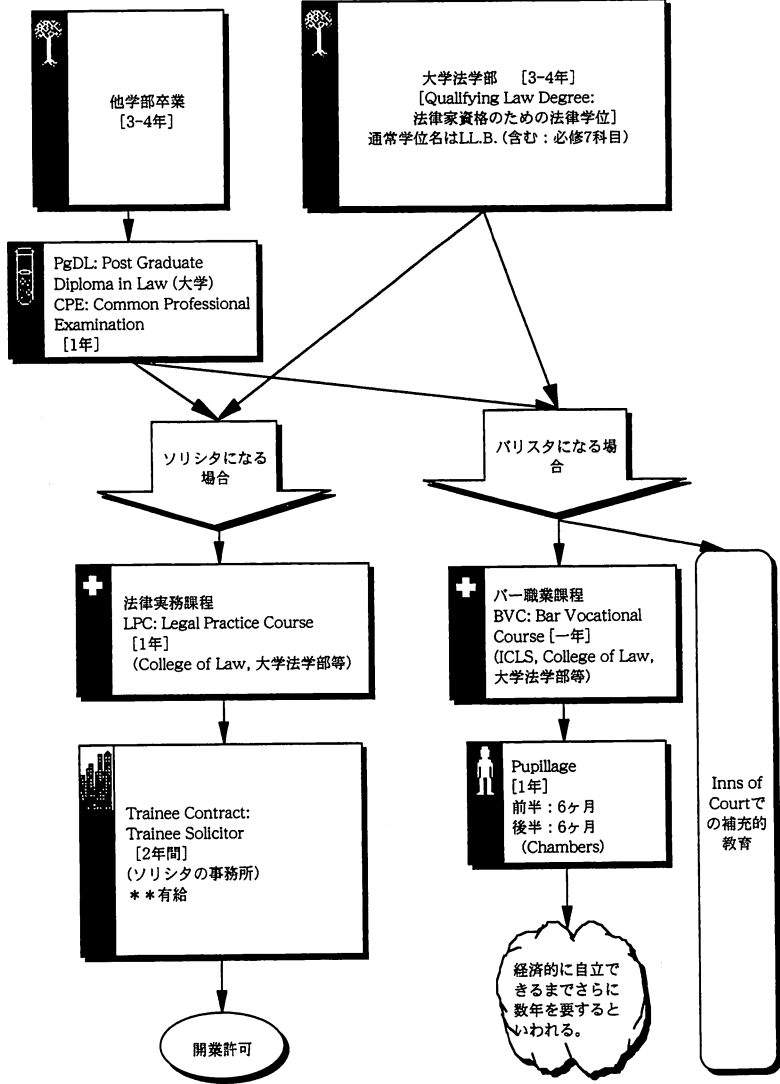 他学部卒業
[3-4年]
大学法学部 [3-4年]
[Qualifying Law Degree:
法律家資格のための法律学位]
通常学位名はLL.B. (含む：必修7科目)
PgDL: Post Graduate
Diploma in Law (大学)
CPE: Common Professional
Examination
[1年]
ソリシタになる
場合
バリスタになる場
合
法律実務課程
LPC: Legal Practice Course
[1年]
(College of Law, 大学法学部等)
バー職業課程
BVC: Bar Vocational
Course [一年]
(ICLS, College of Law,
大学法学部等)
Trainee Contract:
Trainee Solicitor
[2年間]
(ソリシタの事務所)
＊＊有給
Pupillage
[1年]
前半：6ヶ月
後半：6ヶ月
(Chambers)
Inns of
Courtで
の補充的
教育
経済的に自立で
きるまでさらに
数年を要すると
いわれる。
開業許可